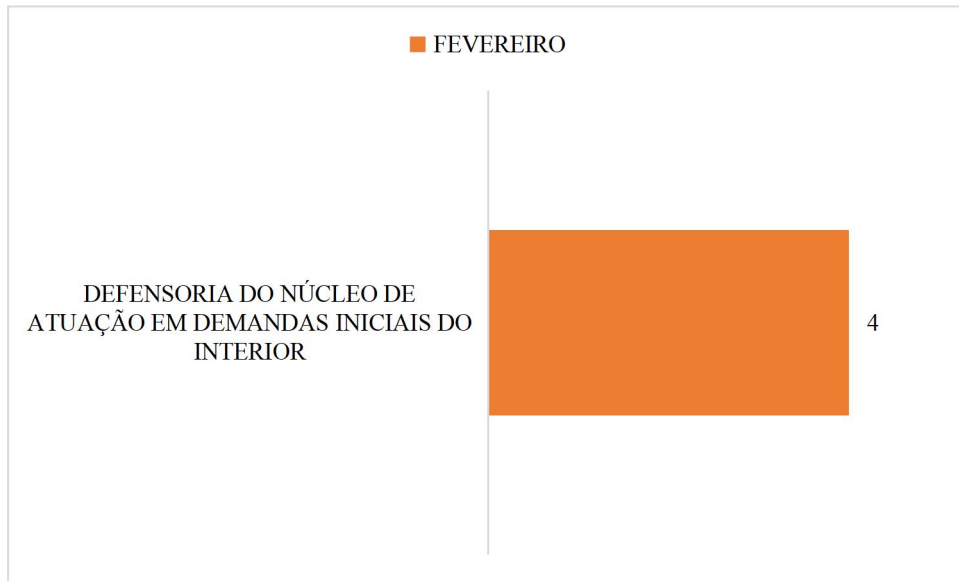 FEVEREIRO
DEFENSORIA DO NÚCLEO DE
ATUAÇÃO EM DEMANDAS INICIAIS DO
INTERIOR
4